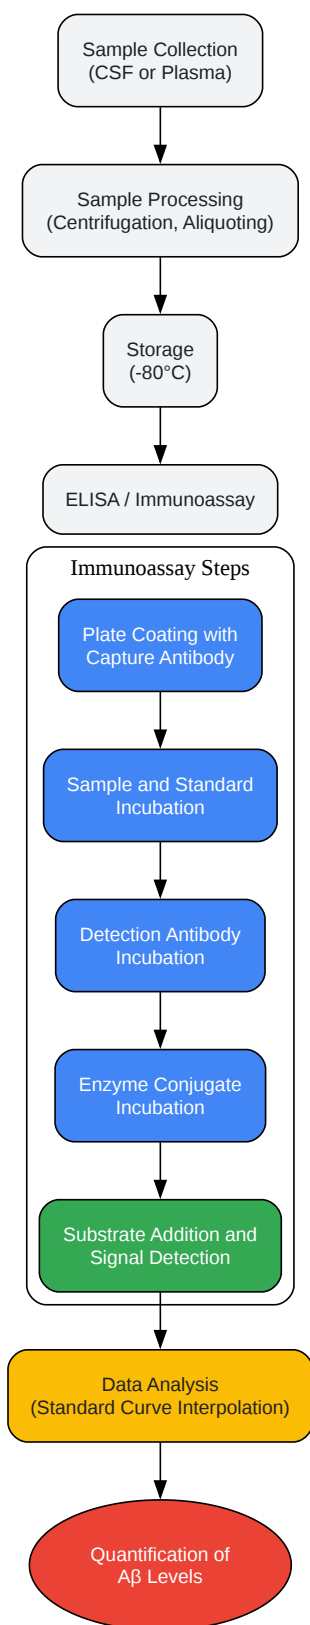 Sample Collection
(CSF or Plasma)
Sample Processing
(Centrifugation, Aliquoting)
Storage
(-80°C)
ELISA / Immunoassay
Immunoassay Steps
Plate Coating with
Capture Antibody
Sample and Standard
Incubation
Detection Antibody
Incubation
Enzyme Conjugate
Incubation
Substrate Addition and
Signal Detection
Data Analysis
(Standard Curve Interpolation)
Quantification of
Aβ Levels